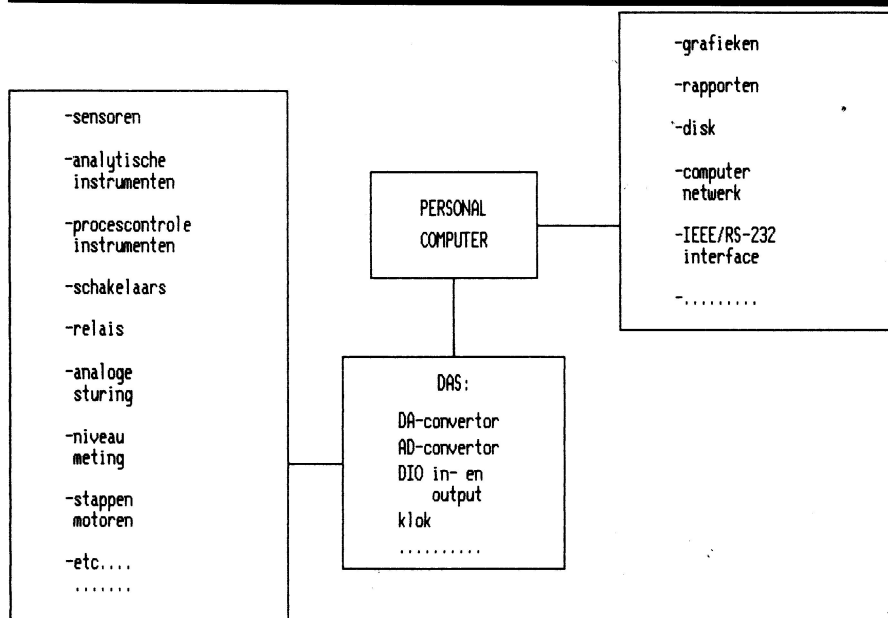 -sensoren
-analytische
instrumenten
-procescontrole
instrumenten
-schakelaars
-relais
-analoge
sturing
-niveau
meting
-stappen
motoren
-etc....
.......
PERSONAL
COMPUTER
DAS:
DA-convertor
AD-convertor
DIO in- en
output
klok
..........
-grafieken
-rapporten
-disk
-computer
netwerk
-IEEE/RS-232
interface
-.........